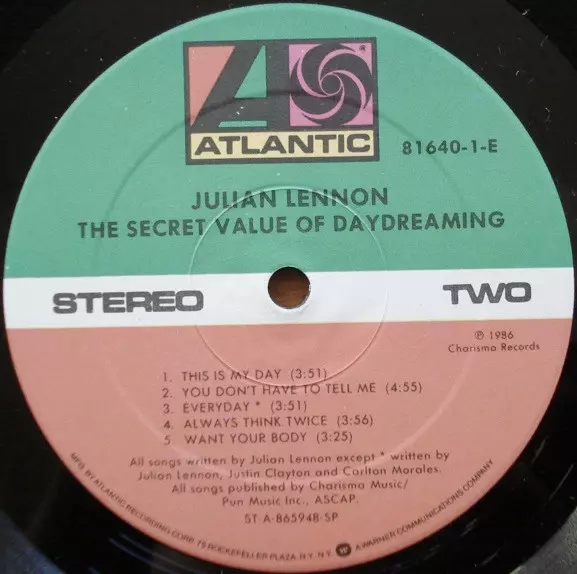 ATLANTIC
81640-1-E
JULIAN LENNON
THE SECRET VALUE OF DAYDREAMING
STEREO
TWO
℗ 1986
Charisma Records
1. THIS IS MY DAY (3:51)
2. YOU DON'T HAVE TO TELL ME (4:55)
3. EVERYDAY * (3:51)
4. ALWAYS THINK TWICE (3:56)
5 WANT YOUR BODY (3:25)
All songs written by Julian Lennon except * written by
Julian Lennon, Justin Clayton and Carlton Morales.
All songs published by Charisma Music/
Pun Music Inc., ASCAP.
ST A-865948 SP
MFG. BY ATLANTIC RECORDING CORP. 75 ROCKEFELLER PLAZA, N.Y. N.Y. A WARNER COMMUNICATIONS COMPANY